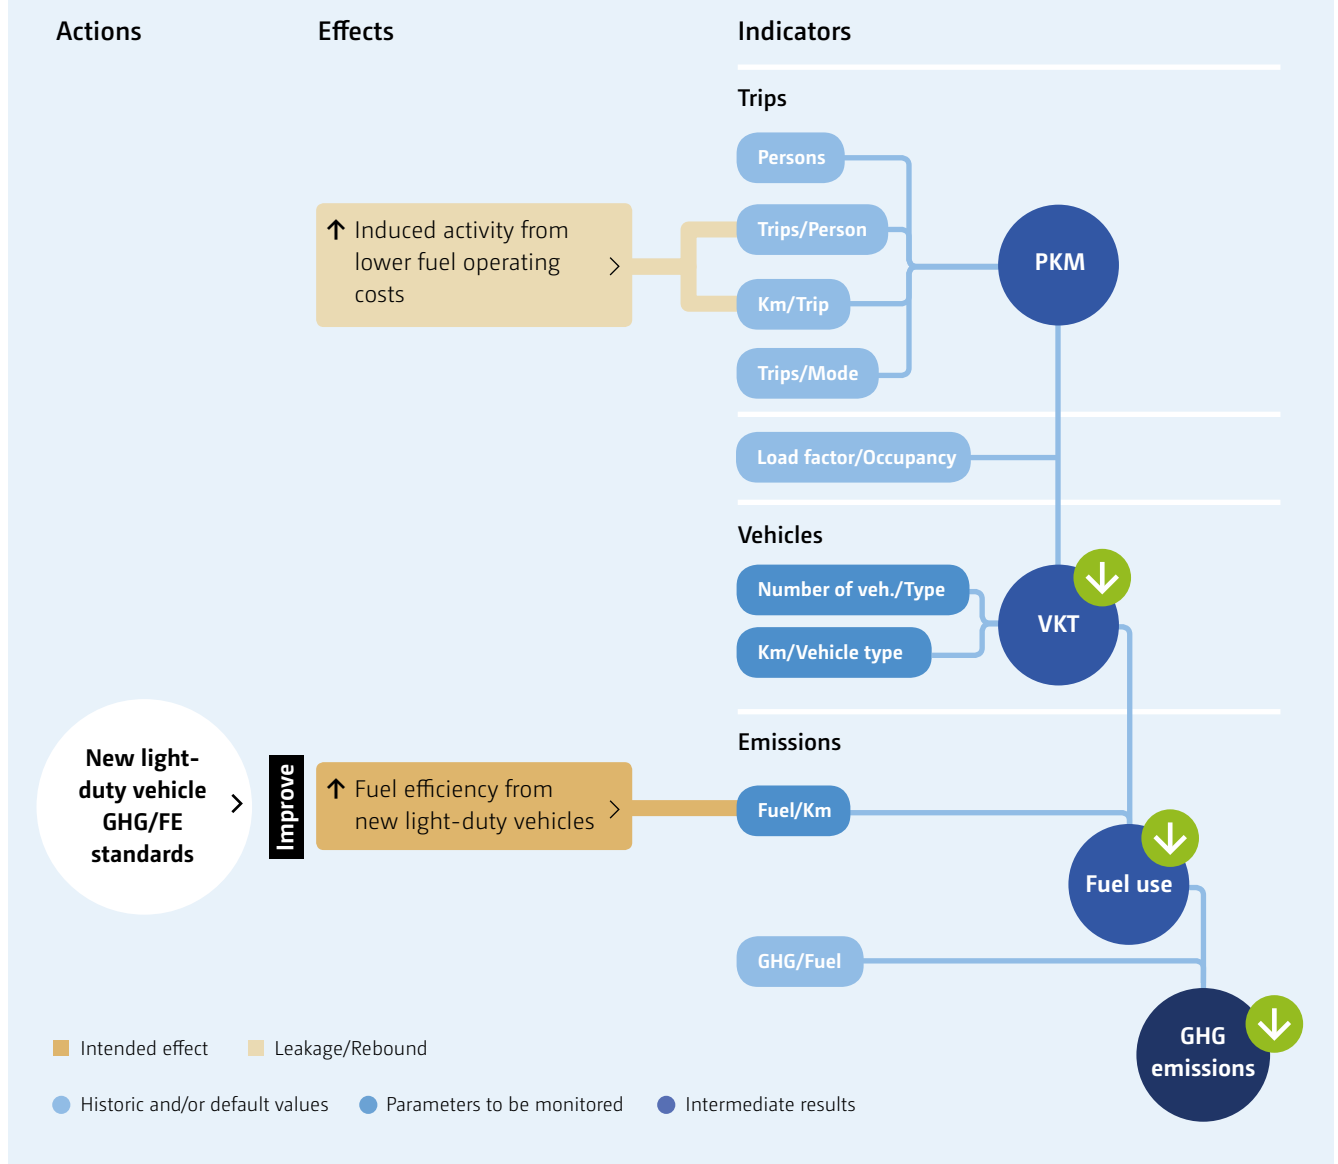 Actions
Effects
Indicators
Trips
Persons
Trips/Person
Km/Trip
Trips/Mode
PKM
↑ Induced activity from
lower fuel operating
costs
Load factor/Occupancy
Vehicles
Number of veh./Type
Km/Vehicle type
VKT
New light-
duty vehicle
GHG/FE
standards
Improve
↑ Fuel efficiency from
new light-duty vehicles
Emissions
Fuel/Km
Fuel use
GHG/Fuel
GHG
emissions
Intended effect
Leakage/Rebound
Historic and/or default values
Parameters to be monitored
Intermediate results